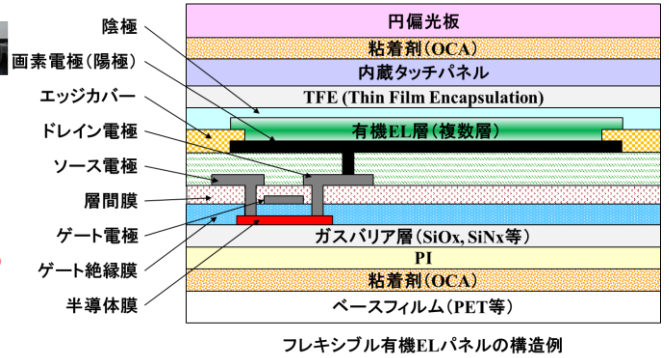 陰極
画素電極(陽極)
エッジカバー
ドレイン電極
ソース電極
層間膜
ゲート電極
ゲート絶縁膜
半導体膜
円偏光板
粘着剤(OCA)
内蔵タッチパネル
TFE (Thin Film Encapsulation)
有機EL層(複数層)
ガスバリア層(SiOx, SiNx等)
PI
粘着剤(OCA)
ベースフィルム(PET等)
フレキシブル有機ELパネルの構造例